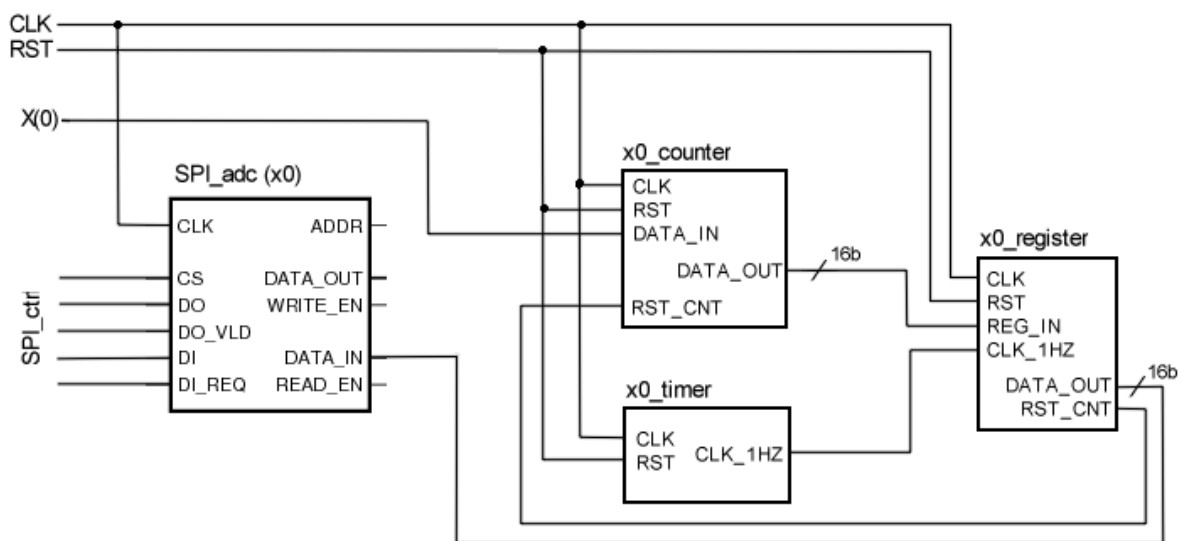 CLK
RST
X(0)
SPI_adc (x0)
CLK
ADDR
CS
DATA_OUT
DO
WRITE_EN
DO_VLD
DI
DATA_IN
DI_REQ
READ_EN
SPI_ctrl
x0_counter
CLK
RST
DATA_IN
DATA_OUT
RST_CNT
16b
x0_timer
CLK
RST
CLK_1HZ
x0_register
CLK
RST
REG_IN
CLK_1HZ
DATA_OUT
RST_CNT
16b